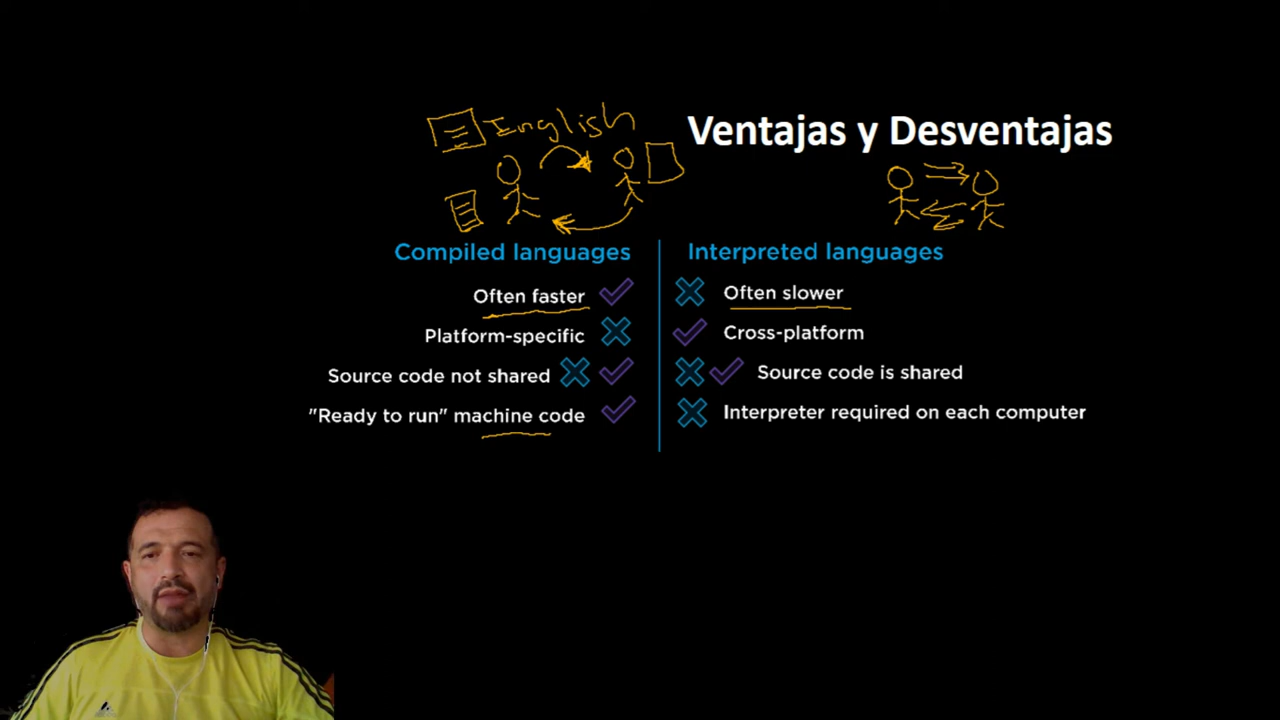 English
Ventajas y Desventajas
Compiled languages
Often faster
Platform-specific
Source code not shared
"Ready to run" machine code
Interpreted languages
Often slower
Cross-platform
Source code is shared
Interpreter required on each computer